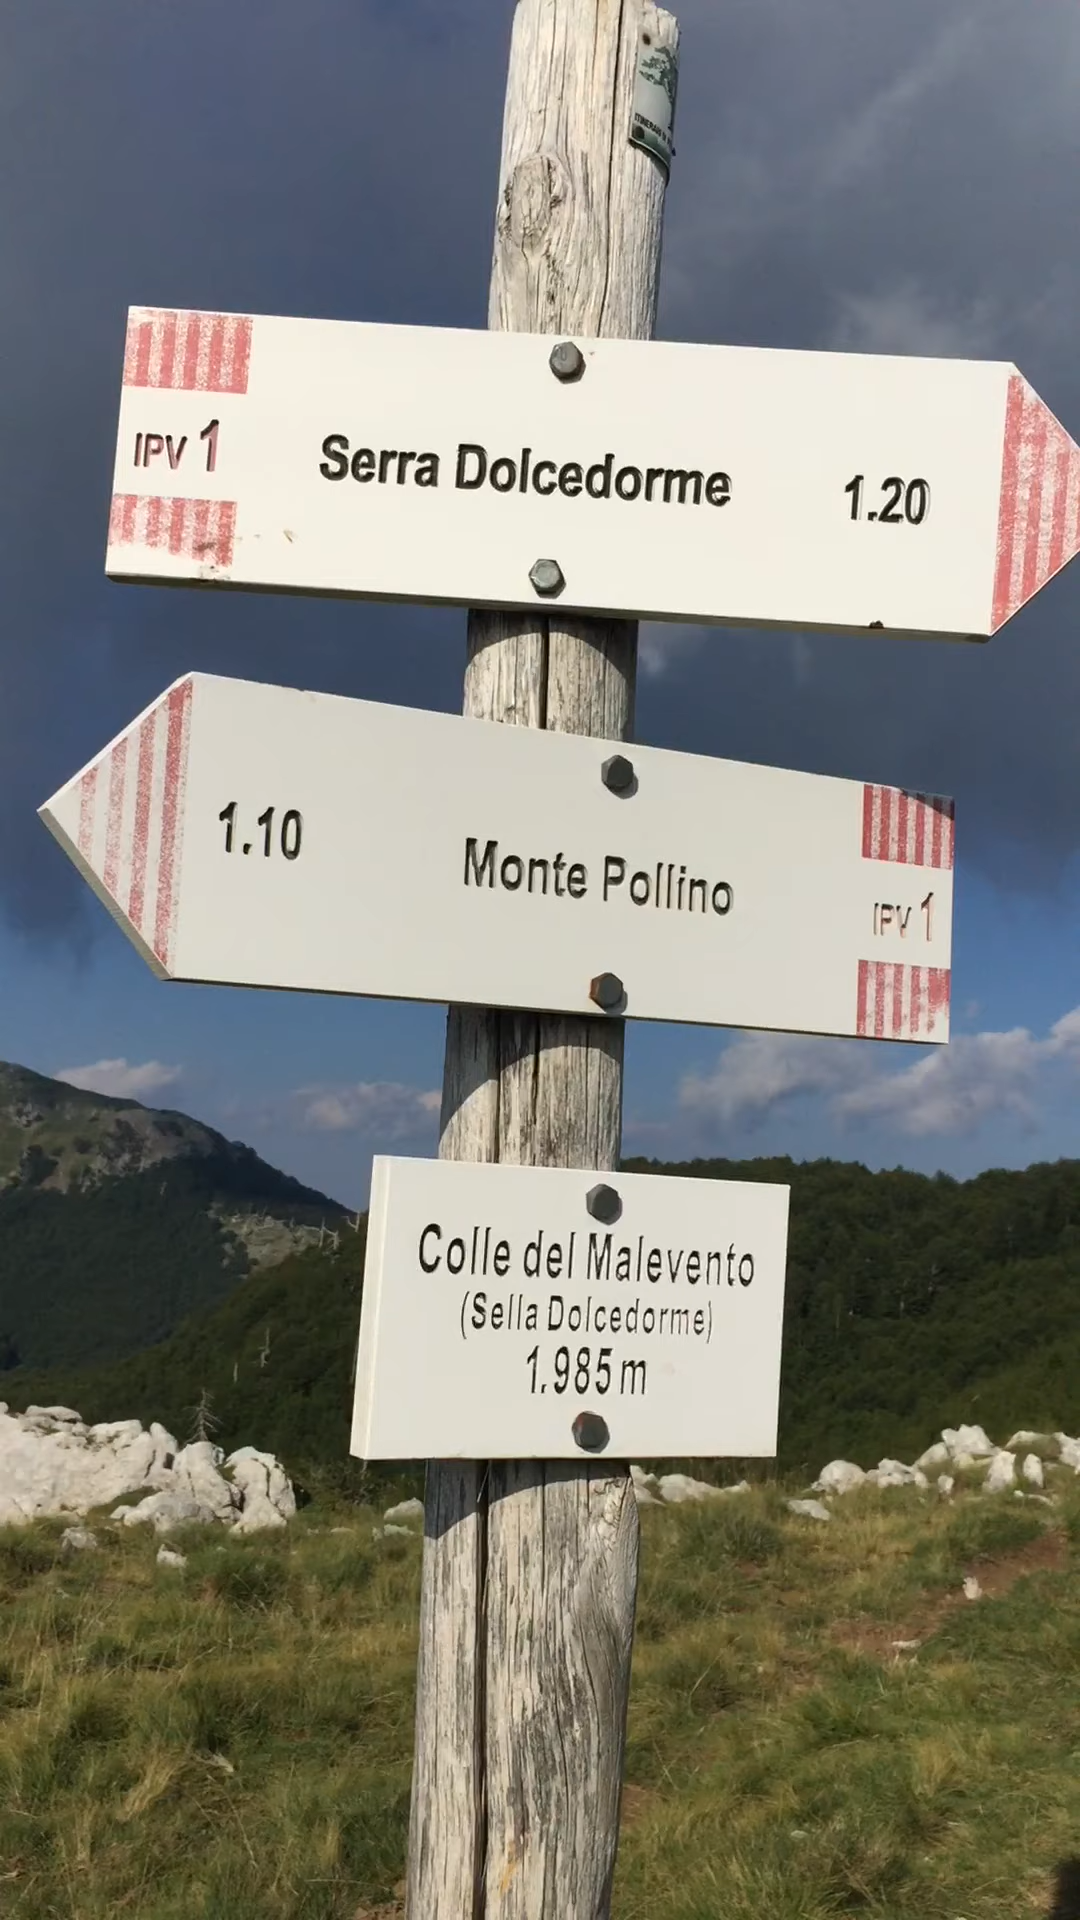 ITINERARI
IPV 1
Serra Dolcedorme
1.20
1.10
Monte Pollino
IPV 1
Colle del Malevento
(Sella Dolcedorme)
1.985 m